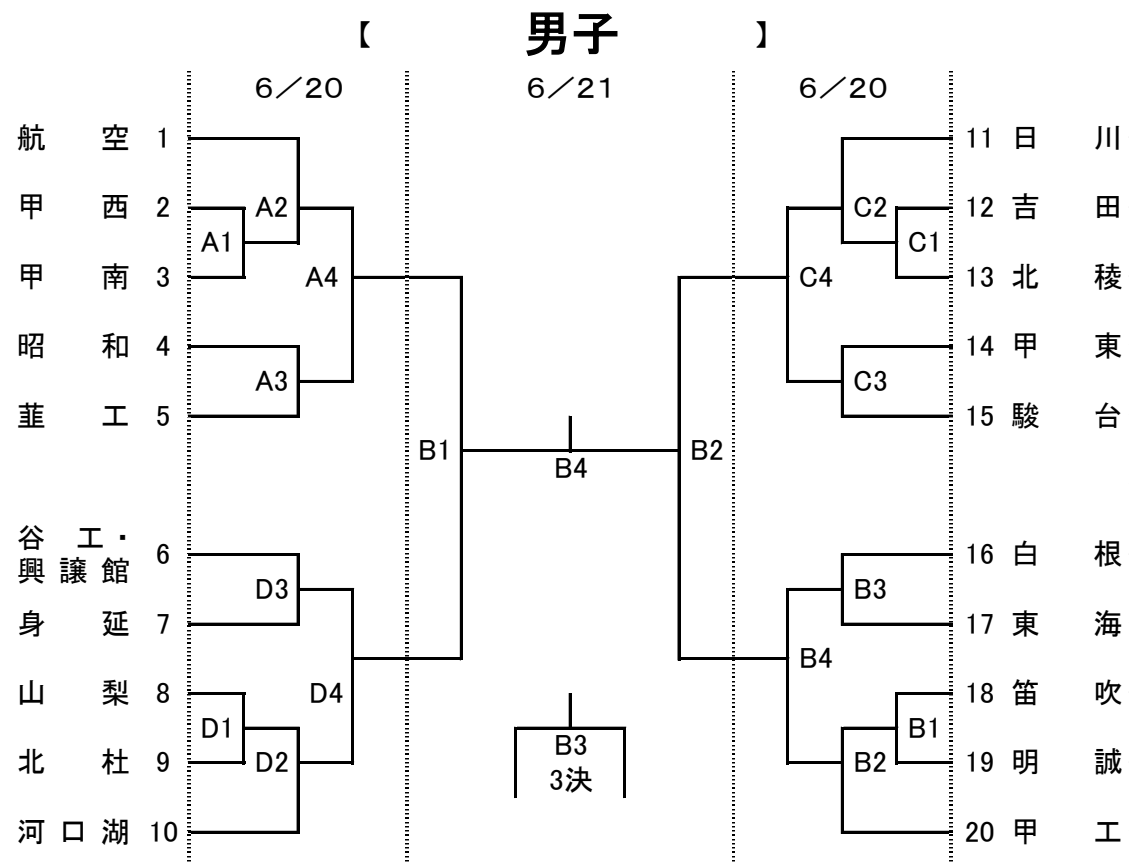 【 男子 】
6／20 6／21 6／20
航空 1 11 日川
甲西 2 A2 C2 12 吉田
A1 C1
甲南 3 A4 C4 13 北稜
昭和 4 14 甲東
A3 C3
韮工 5 15 駿台
B1 B4 B2
谷工・
興譲館 6 16 白根
D3 B3
身延 7 17 東海
B4
山梨 8 D4 18 笛吹
D1 B1
北杜 9 D2 B3 B2 19 明誠
3決
河口湖 10 20 甲工